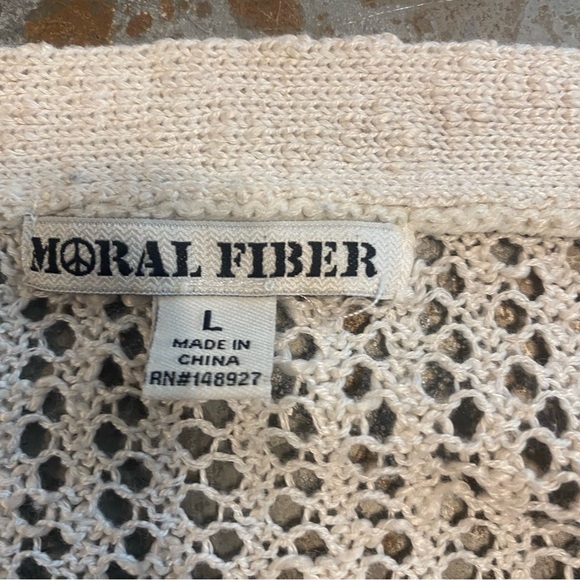 MORAL FIBER
L
MADE IN
CHINA
RN#148927